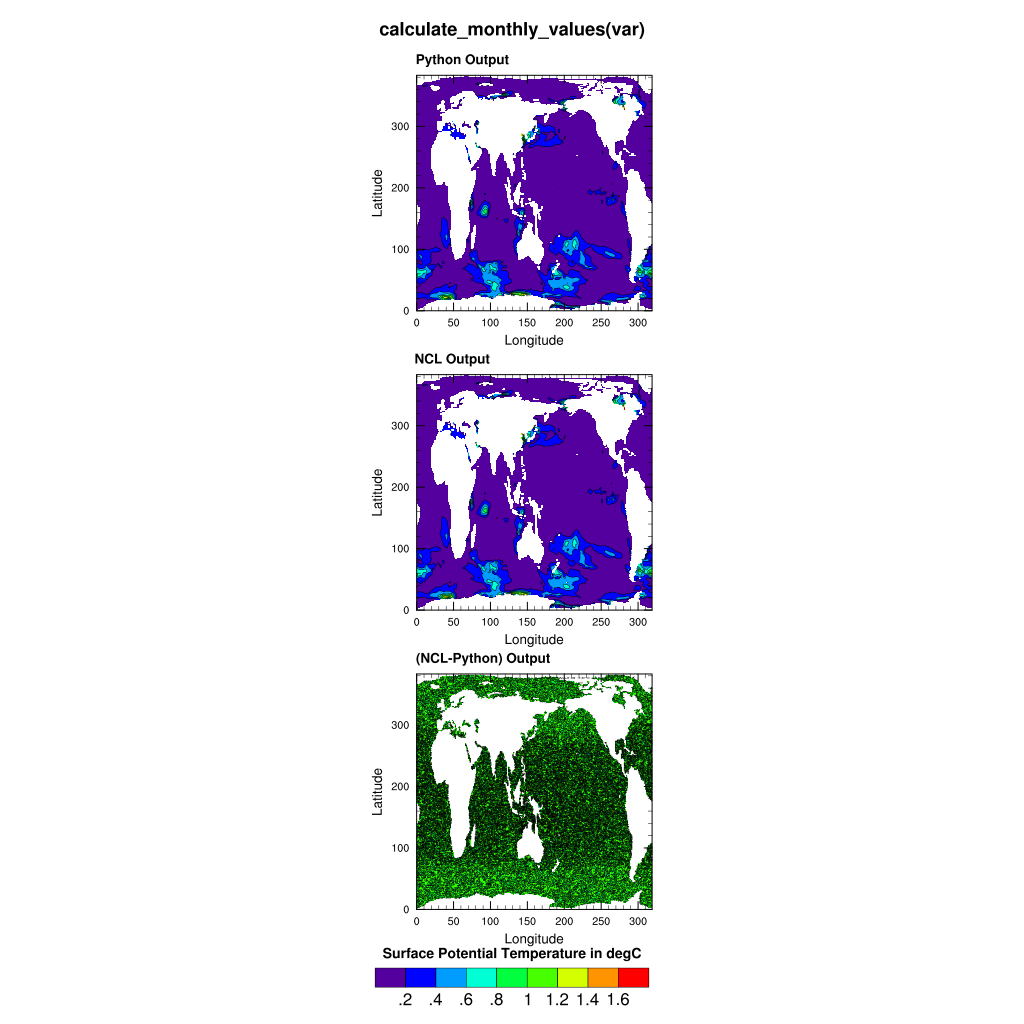 calculate_monthly_values(var)
Python Output
300
200
100
0
Latitude
0 50 100 150 200 250 300
Longitude
NCL Output
300
200
100
0
Latitude
0 50 100 150 200 250 300
Longitude
(NCL-Python) Output
300
200
100
0
Latitude
0 50 100 150 200 250 300
Longitude
Surface Potential Temperature in degC
.2 .4 .6 .8 1 1.2 1.4 1.6